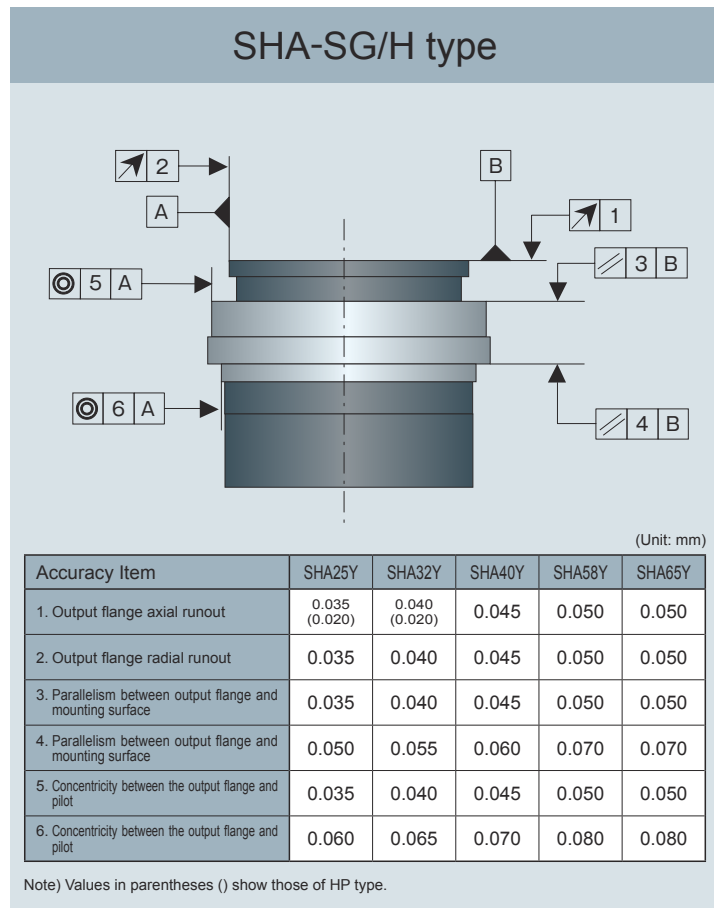 SHA-SG/H type
2
B
A
1
3 B
5 A
6 A
4 B
(Unit: mm)
Accuracy Item SHA25Y SHA32Y SHA40Y SHA58Y SHA65Y
1. Output flange axial runout 0.035 (0.020) 0.040 (0.020) 0.045 0.050 0.050
2. Output flange radial runout 0.035 0.040 0.045 0.050 0.050
3. Parallelism between output flange and
mounting surface 0.035 0.040 0.045 0.050 0.050
4. Parallelism between output flange and
mounting surface 0.050 0.055 0.060 0.070 0.070
5. Concentricity between the output flange and
pilot 0.035 0.040 0.045 0.050 0.050
6. Concentricity between the output flange and
pilot 0.060 0.065 0.070 0.080 0.080
Note) Values in parentheses () show those of HP type.